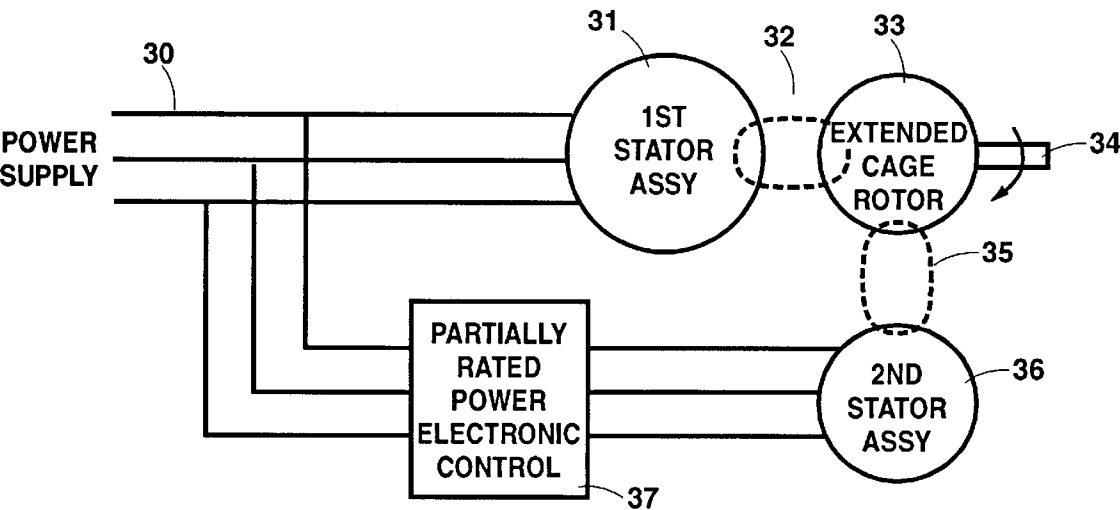 30
POWER
SUPPLY
31
1ST
STATOR
ASSY
32
33
EXTENDED
CAGE
ROTOR
34
35
PARTIALLY
RATED
POWER
ELECTRONIC
CONTROL
37
2ND
STATOR
ASSY
36